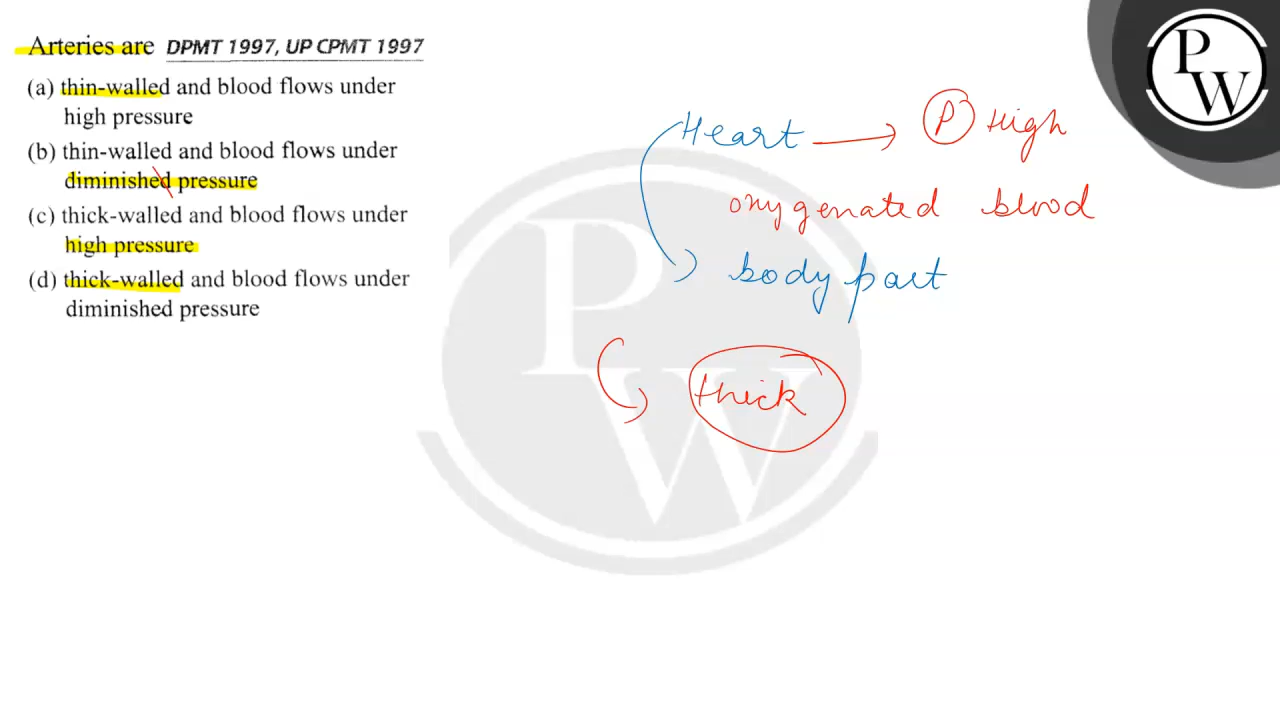 Arteries are DPMT 1997, UP CPMT 1997
(a) thin-walled and blood flows under
high pressure
(b) thin-walled and blood flows under
diminished pressure
(c) thick-walled and blood flows under
high pressure
(d) thick-walled and blood flows under
diminished pressure
Heart → P High
oxygenated blood
body part
thick
P
W
P
W